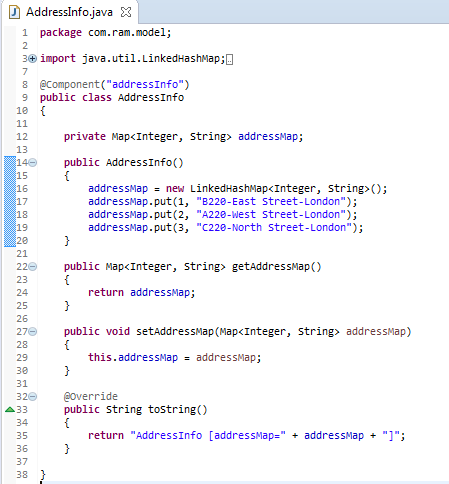 AddressInfo.java
1 package com.ram.model;
2
3 import java.util.LinkedHashMap;
7
8 @Component("addressInfo")
9 public class AddressInfo
10 {
11
12 private Map<Integer, String> addressMap;
13
14 public AddressInfo()
15 {
16 addressMap = new LinkedHashMap<Integer, String>();
17 addressMap.put(1, "B220-East Street-London");
18 addressMap.put(2, "A220-West Street-London");
19 addressMap.put(3, "C220-North Street-London");
20 }
21
22 public Map<Integer, String> getAddressMap()
23 {
24 return addressMap;
25 }
26
27 public void setAddressMap(Map<Integer, String> addressMap)
28 {
29 this.addressMap = addressMap;
30 }
31
32 @Override
33 public String toString()
34 {
35 return "AddressInfo [addressMap=" + addressMap + "]";
36 }
37
38 }